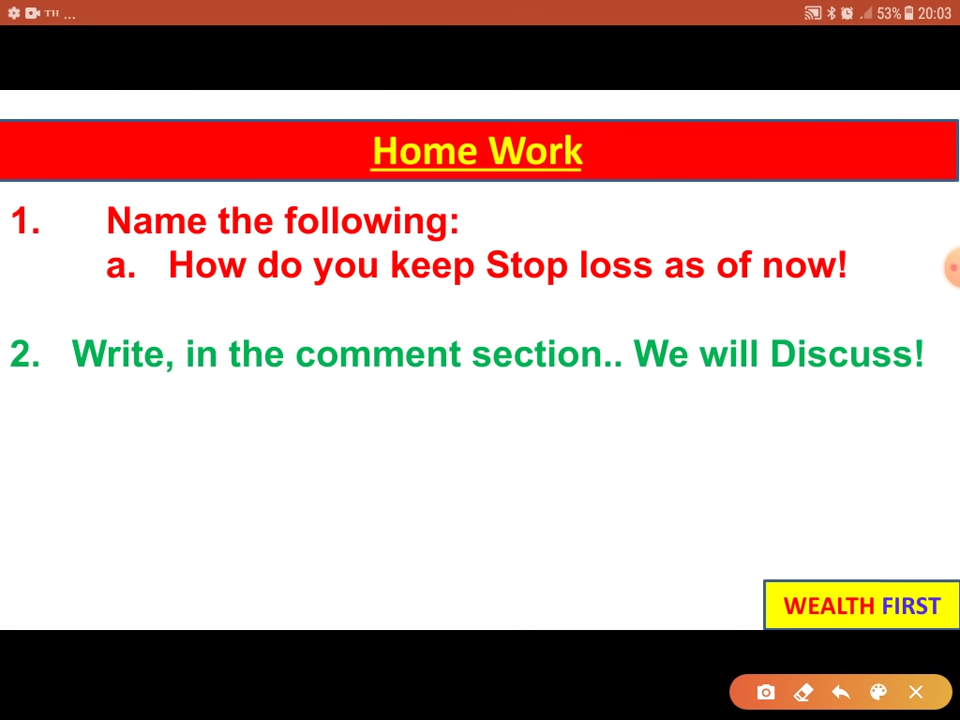 TH ... 53% 20:03
Home Work
1. Name the following:
a. How do you keep Stop loss as of now!
2. Write, in the comment section.. We will Discuss!
WEALTH FIRST